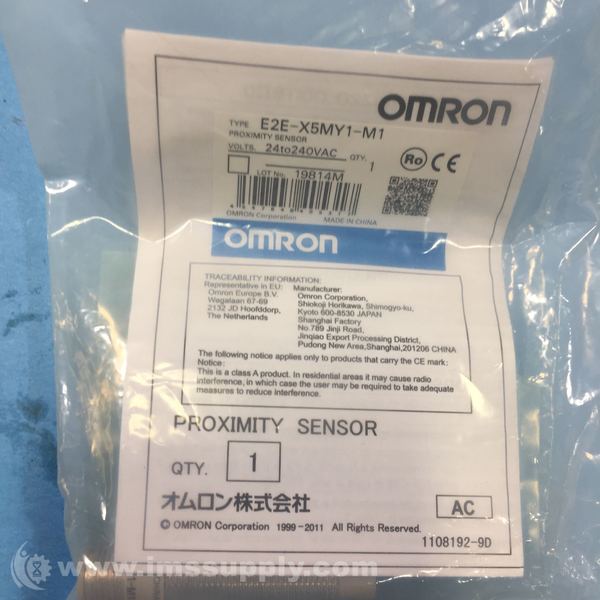 OMRON
TYPE E2E-X5MY1-M1
PROXIMITY SENSOR
VOLTS. 24to240VAC QTY. 1
LOT No. 19814M
Ro CE
OMRON Corporation MADE IN CHINA
OMRON
TRACEABILITY INFORMATION:
Representative in EU:
Omron Europe B.V.
Wagalaan 67-69
2132 JD Hoofddorp,
The Netherlands
Manufacturer:
Omron Corporation,
Shiokoji Horikawa, Shimogyo-ku,
Kyoto 600-8530 JAPAN
Shanghai Factory
No.789 Jinji Road,
Jinqiao Export Processing District,
Pudong New Area,Shanghai,201206 CHINA
The following notice applies only to products that carry the CE mark:
Notice:
This is a class A product. In residential areas it may cause radio
interference, in which case the user may be required to take adequate
measures to reduce interference.
PROXIMITY SENSOR
QTY. 1
オムロン株式会社
AC
© OMRON Corporation 1999-2011 All Rights Reserved.
1108192-9D
www.imssupply.com